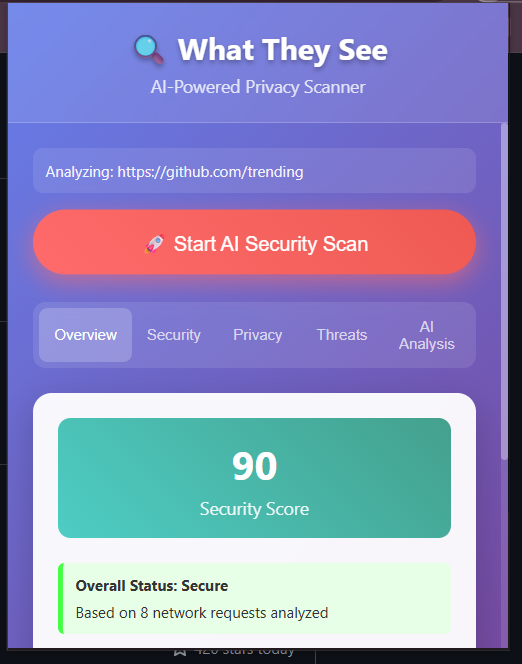 What They See
AI-Powered Privacy Scanner
Analyzing: https://github.com/trending
Start AI Security Scan
Overview
Security
Privacy
Threats
AI
Analysis
90
Security Score
Overall Status: Secure
Based on 8 network requests analyzed
stars today